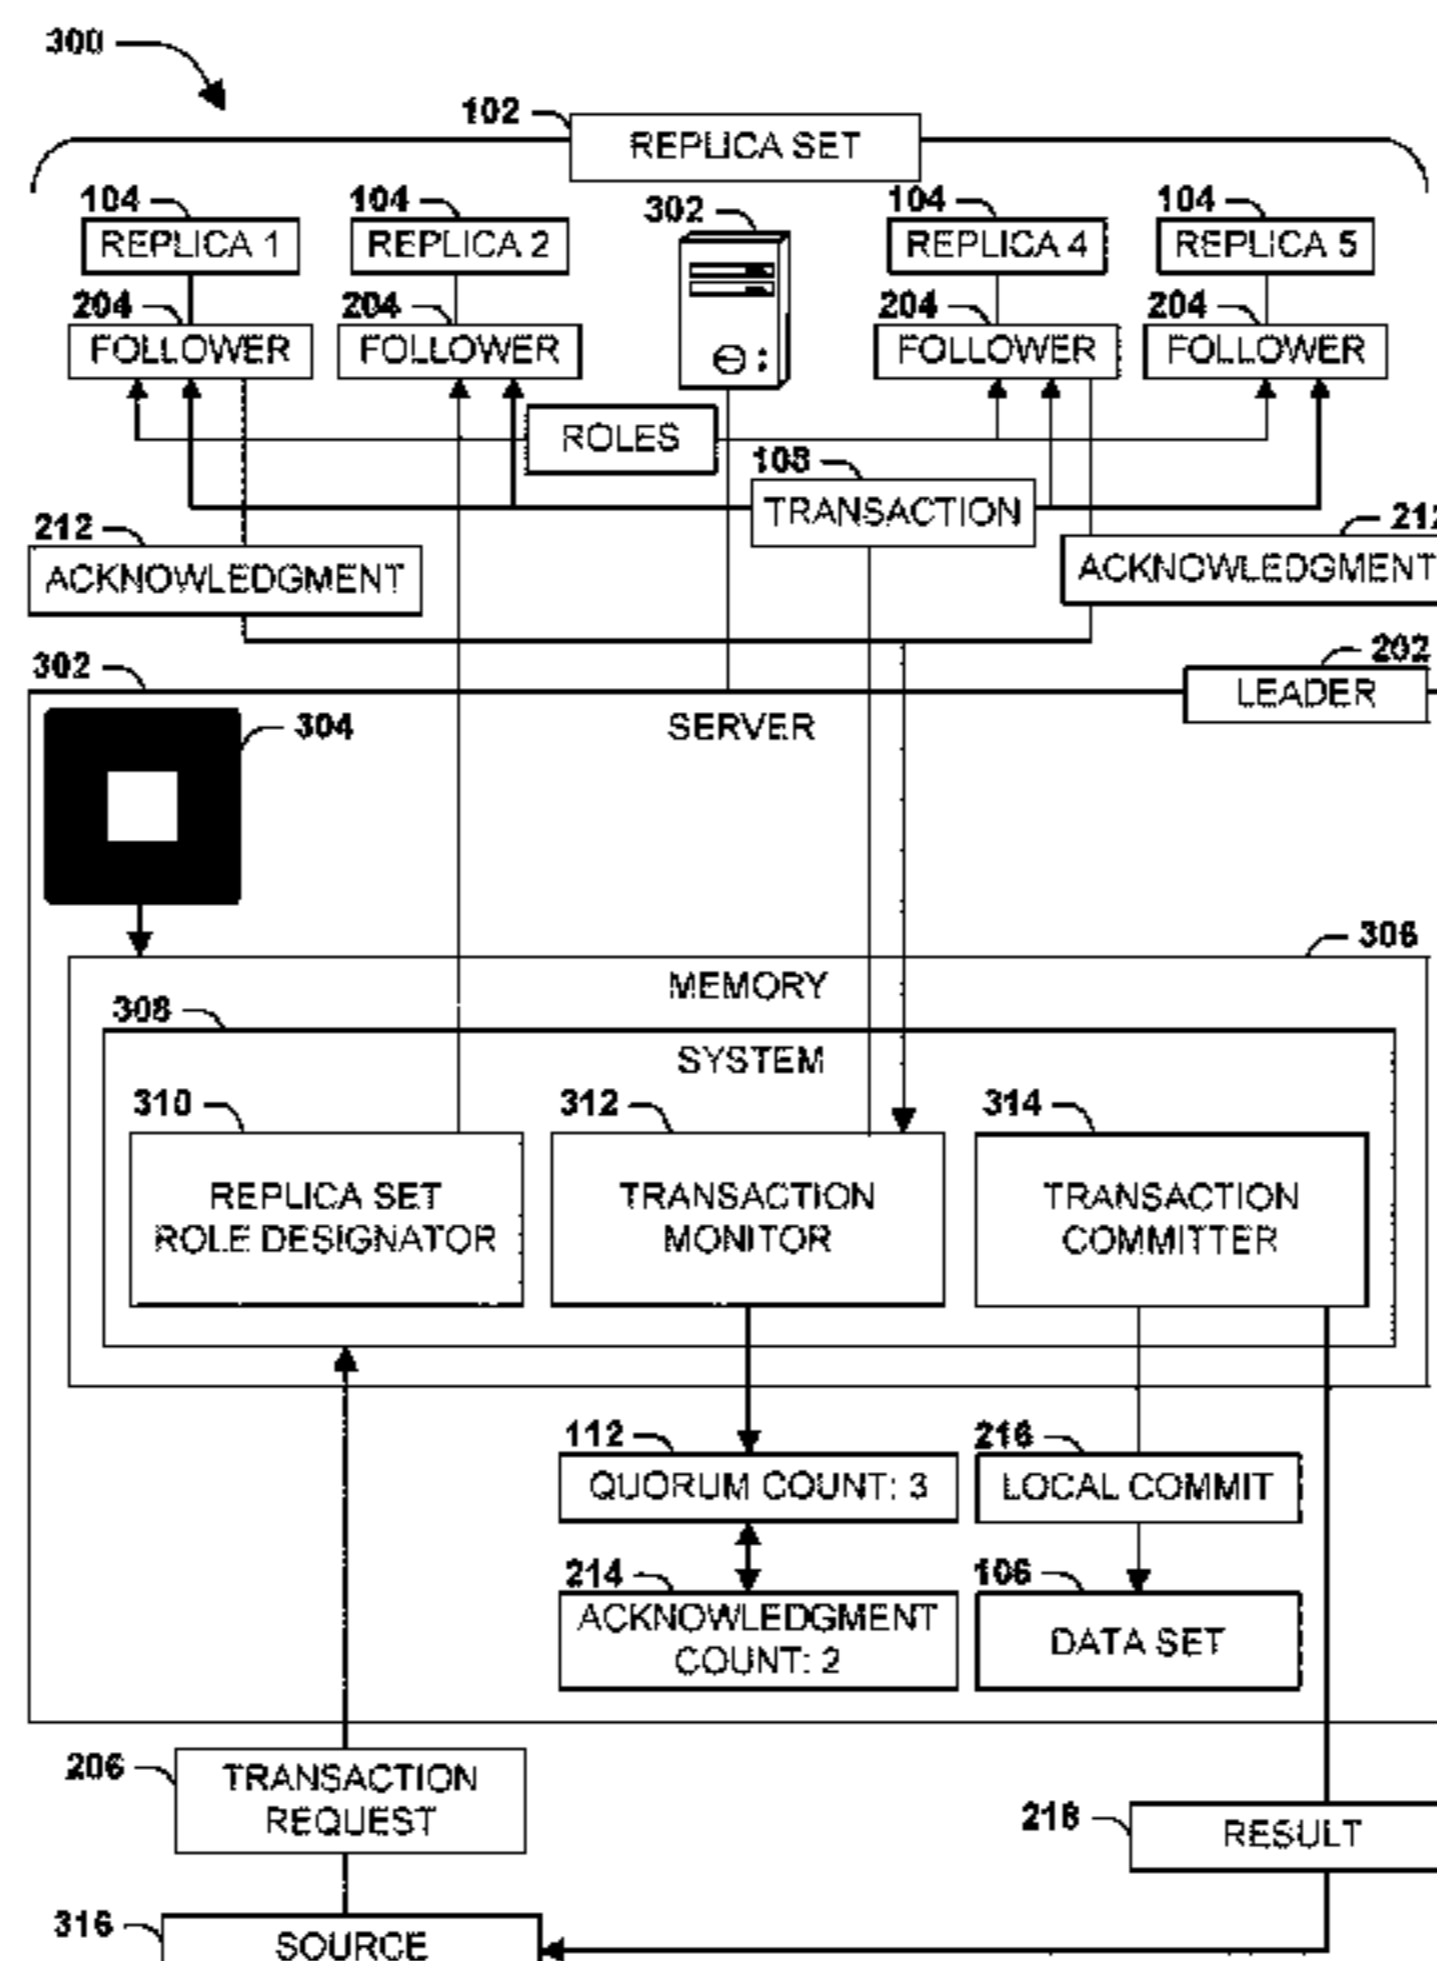 300
102
REPLICA SET
104 104 302 104 104
REPLICA 1 REPLICA 2 REPLICA 4 REPLICA 5
204 204 204 204
FOLLOWER FOLLOWER FOLLOWER FOLLOWER
ROLES
108
TRANSACTION
212 212
ACKNOWLEDGMENT ACKNOWLEDGMENT
302 202
LEADER
SERVER
304
306
MEMORY
308
SYSTEM
310 312 314
REPLICA SET TRANSACTION TRANSACTION
ROLE DESIGNATOR MONITOR COMMITTER
112 216
QUORUM COUNT: 3 LOCAL COMMIT
214 106
ACKNOWLEDGMENT
COUNT: 2 DATA SET
206 TRANSACTION
REQUEST
218 RESULT
316 SOURCE